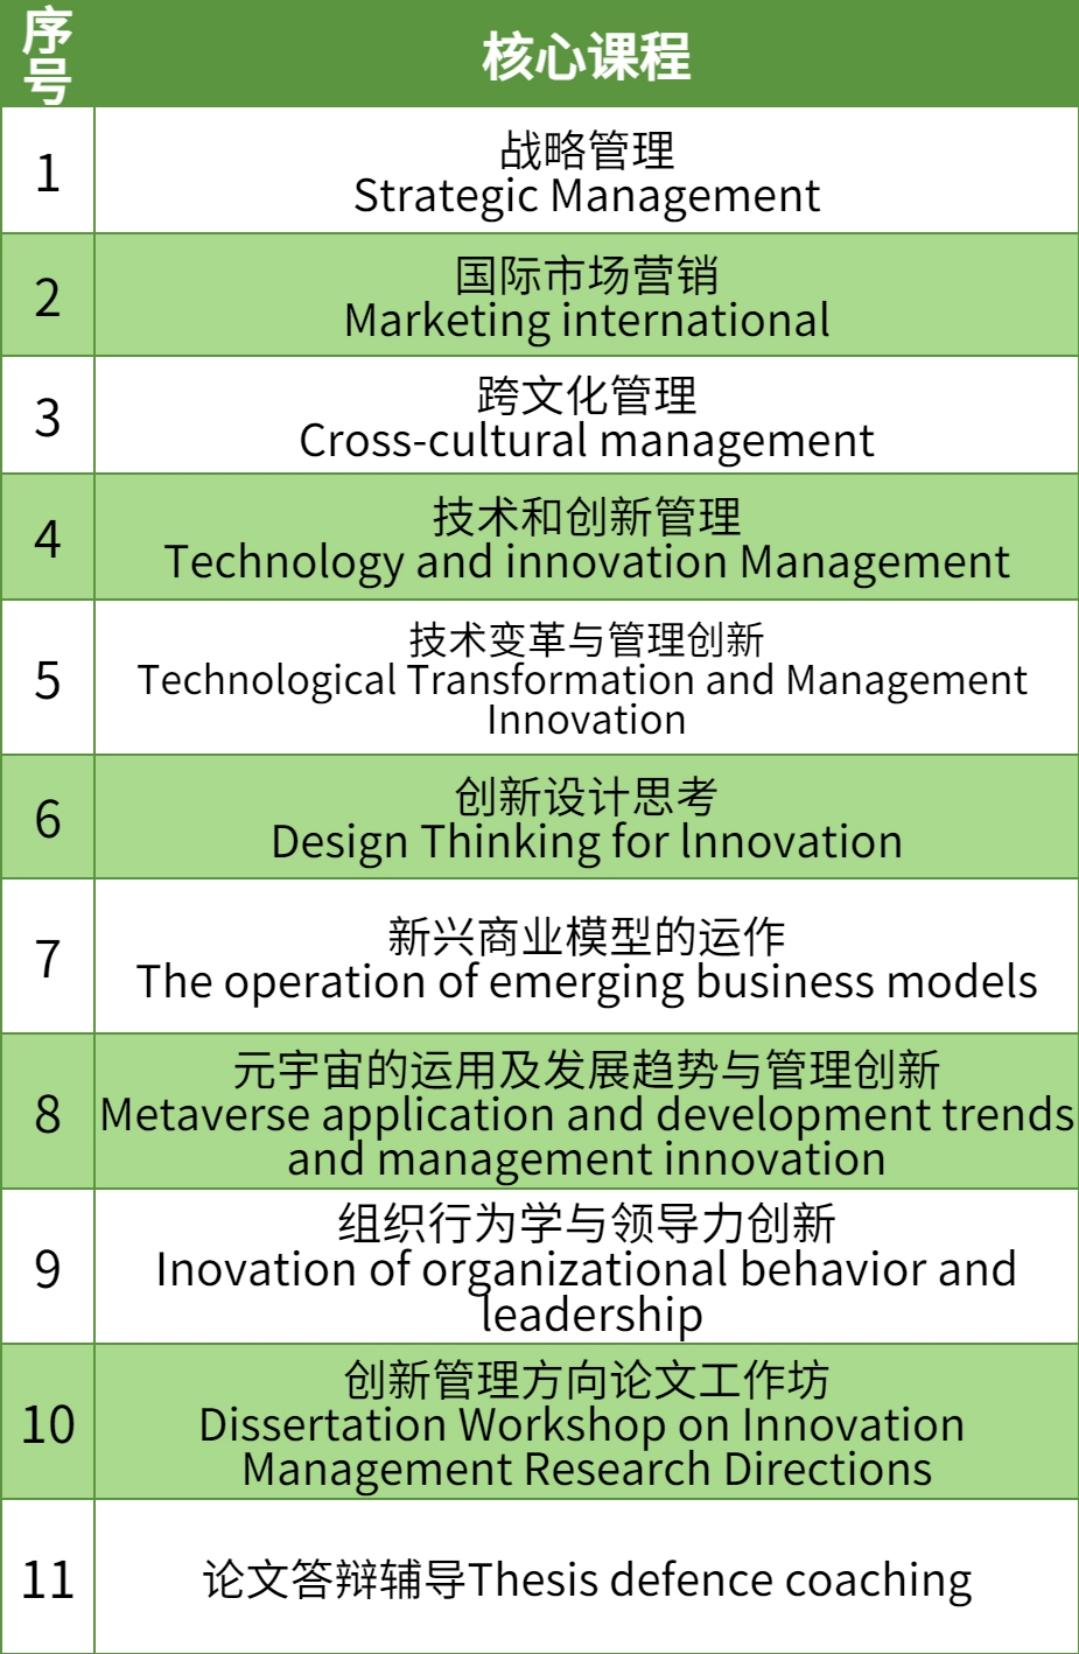 序号
核心课程
1
战略管理
Strategic Management
2
国际市场营销
Marketing international
3
跨文化管理
Cross-cultural management
4
技术和创新管理
Technology and innovation Management
5
技术变革与管理创新
Technological Transformation and Management
Innovation
6
创新设计思考
Design Thinking for lnnovation
7
新兴商业模型的运作
The operation of emerging business models
8
元宇宙的运用及发展趋势与管理创新
Metaverse application and development trends
and management innovation
9
组织行为学与领导力创新
Inovation of organizational behavior and
leadership
10
创新管理方向论文工作坊
Dissertation Workshop on Innovation
Management Research Directions
11
论文答辩辅导Thesis defence coaching